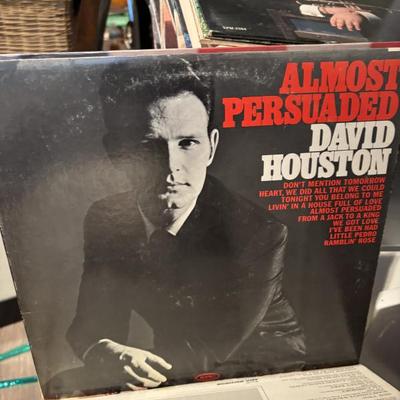 ALMOST
PERSUADED
DAVID
HOUSTON
DON'T MENTION TOMORROW
HEART, WE DID ALL THAT WE COULD
TONIGHT YOU BELONG TO ME
LIVIN' IN A HOUSE FULL OF LOVE
ALMOST PERSUADED
FROM A JACK TO A KING
WE GOT LOVE
I'VE BEEN HAD
LITTLE PEDRO
RAMBLIN' ROSE